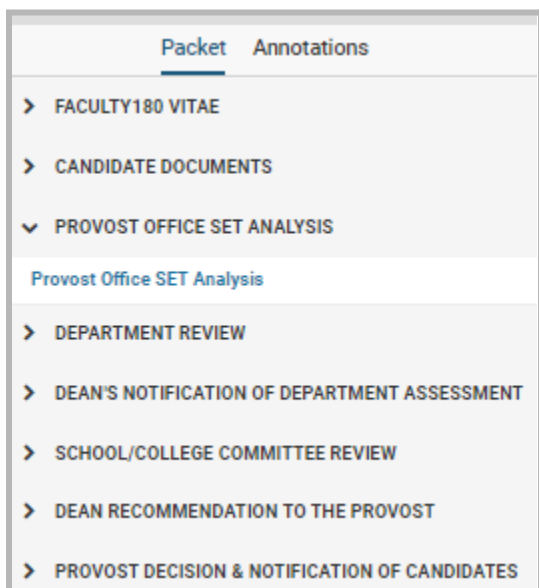 Packet Annotations
FACULTY180 VITAE
CANDIDATE DOCUMENTS
PROVOST OFFICE SET ANALYSIS
Provost Office SET Analysis
DEPARTMENT REVIEW
DEAN'S NOTIFICATION OF DEPARTMENT ASSESSMENT
SCHOOL/COLLEGE COMMITTEE REVIEW
DEAN RECOMMENDATION TO THE PROVOST
PROVOST DECISION & NOTIFICATION OF CANDIDATES